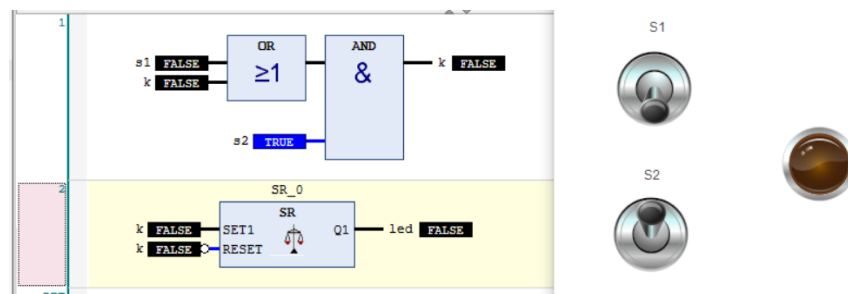 1
OR
AND
s1 FALSE
k FALSE
≥1
&
k FALSE
s2 TRUE
2
SR_0
SR
k FALSE SET1
k FALSE RESET
Q1 led FALSE
S1
S2